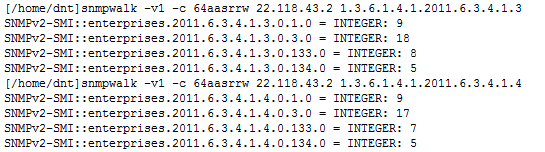 [/home/dnt]snmpwalk -v1 -c 64aasrrw 22.118.43.2 1.3.6.1.4.1.2011.6.3.4.1.3
SNMPv2-SMI::enterprises.2011.6.3.4.1.3.0.1.0 = INTEGER: 9
SNMPv2-SMI::enterprises.2011.6.3.4.1.3.0.3.0 = INTEGER: 18
SNMPv2-SMI::enterprises.2011.6.3.4.1.3.0.133.0 = INTEGER: 8
SNMPv2-SMI::enterprises.2011.6.3.4.1.3.0.134.0 = INTEGER: 5
[/home/dnt]snmpwalk -v1 -c 64aasrrw 22.118.43.2 1.3.6.1.4.1.2011.6.3.4.1.4
SNMPv2-SMI::enterprises.2011.6.3.4.1.4.0.1.0 = INTEGER: 9
SNMPv2-SMI::enterprises.2011.6.3.4.1.4.0.3.0 = INTEGER: 17
SNMPv2-SMI::enterprises.2011.6.3.4.1.4.0.133.0 = INTEGER: 7
SNMPv2-SMI::enterprises.2011.6.3.4.1.4.0.134.0 = INTEGER: 5